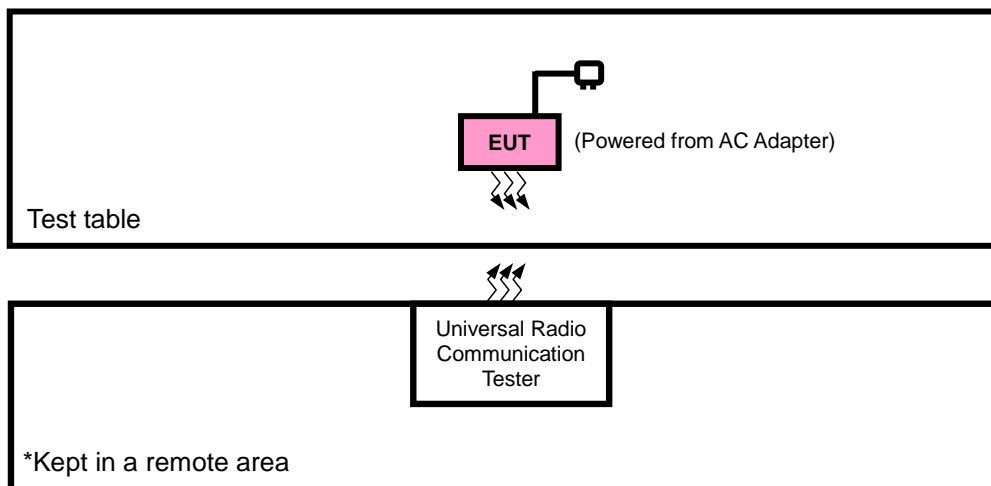 EUT
(Powered from AC Adapter)
Test table
Universal Radio
Communication
Tester
*Kept in a remote area